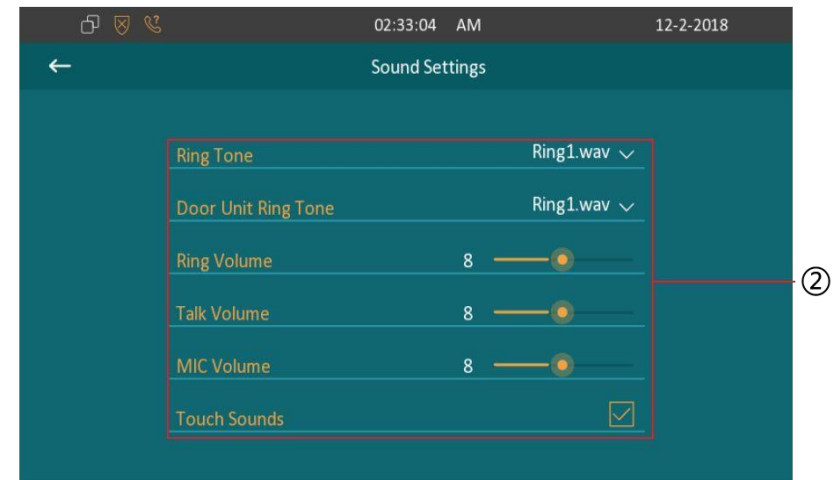 02:33:04 AM 12-2-2018
Sound Settings
Ring Tone Ring1.wav
Door Unit Ring Tone Ring1.wav
Ring Volume 8
Talk Volume 8
MIC Volume 8
Touch Sounds
②